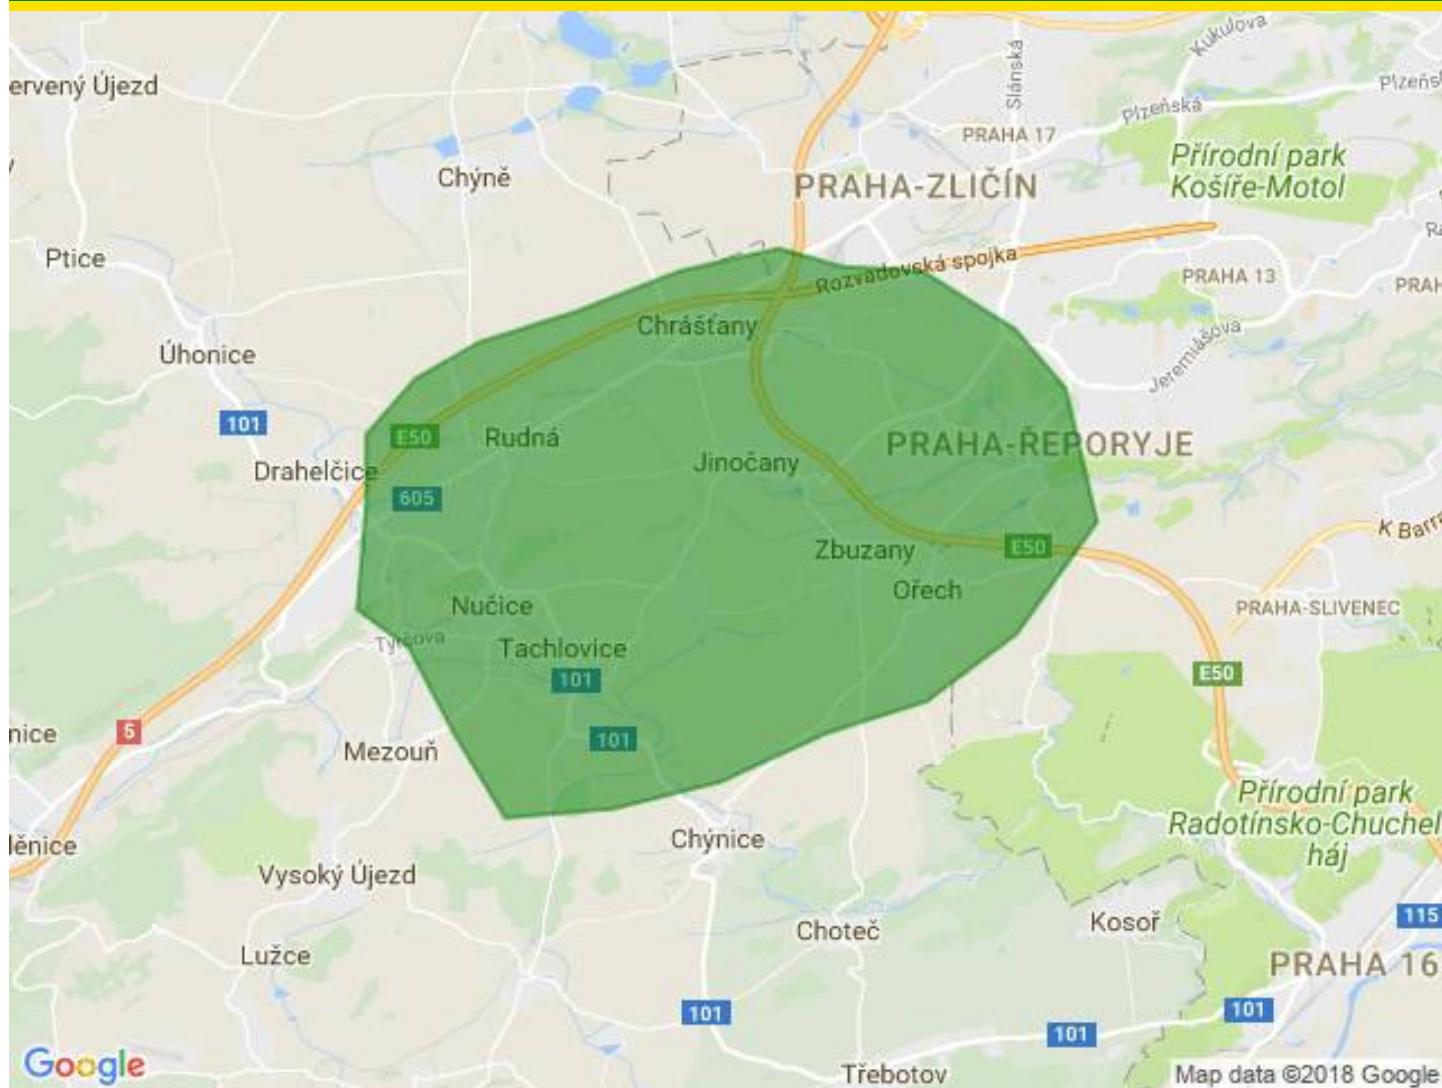 Kukulova
ervený Újezd
Slánská
Plzeňs
Plzeňská
PRAHA 17
Přírodní park
Košíře-Motol
Chýně
PRAHA-ZLIČÍN
Ptice
Rozvadovská spojka
PRAHA 13
PRAH
Chrášťany
Jeremiášova
Úhonice
101
E50
Rudná
PRAHA-ŘEPORYJE
Drahelčice
Jinočany
605
K Barra
Zbuzany
E50
Ořech
Nučice
PRAHA-SLIVENEC
Tyršova
Tachlovice
101
E50
nice
5
Mezouň
101
Přírodní park
Radotínsko-Chuchel
háj
Chýnice
lěnice
Vysoký Újezd
Choteč
Kosoř
115
Lužce
PRAHA 16
101
101
101
Google
Třebotov
Map data ©2018 Google